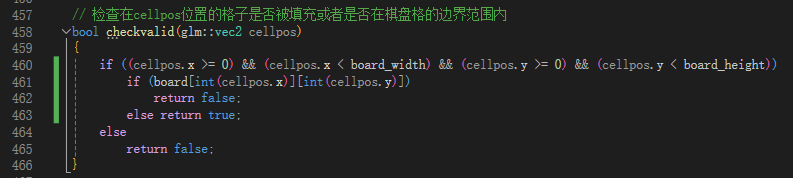 457 // 检查在cellpos位置的格子是否被填充或者是否在棋盘格的边界范围内
458 bool checkvalid(glm::vec2 cellpos)
459 {
460 if ((cellpos.x >= 0) && (cellpos.x < board_width) && (cellpos.y >= 0) && (cellpos.y < board_height))
461 if (board[int(cellpos.x)][int(cellpos.y)])
462 return false;
463 else return true;
464 else
465 return false;
466 }